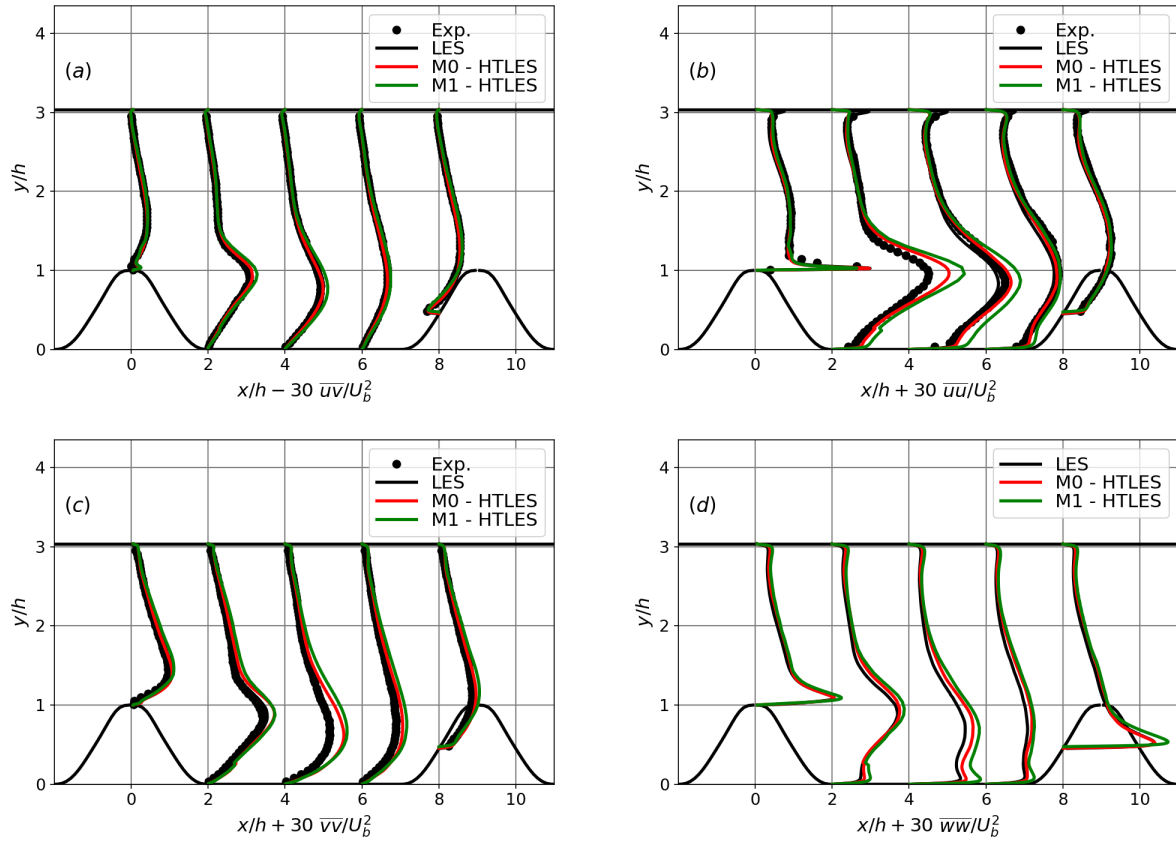 (a)
Exp.
LES
M0 - HTLES
M1 - HTLES
4
3
2
1
0
y/h
0 2 4 6 8 10
x/h − 30 \overline{uv}/U_b^2
(b)
Exp.
LES
M0 - HTLES
M1 - HTLES
4
3
2
1
0
y/h
0 2 4 6 8 10
x/h + 30 \overline{uu}/U_b^2
(c)
Exp.
LES
M0 - HTLES
M1 - HTLES
4
3
2
1
0
y/h
0 2 4 6 8 10
x/h + 30 \overline{vv}/U_b^2
(d)
LES
M0 - HTLES
M1 - HTLES
4
3
2
1
0
y/h
0 2 4 6 8 10
x/h + 30 \overline{ww}/U_b^2